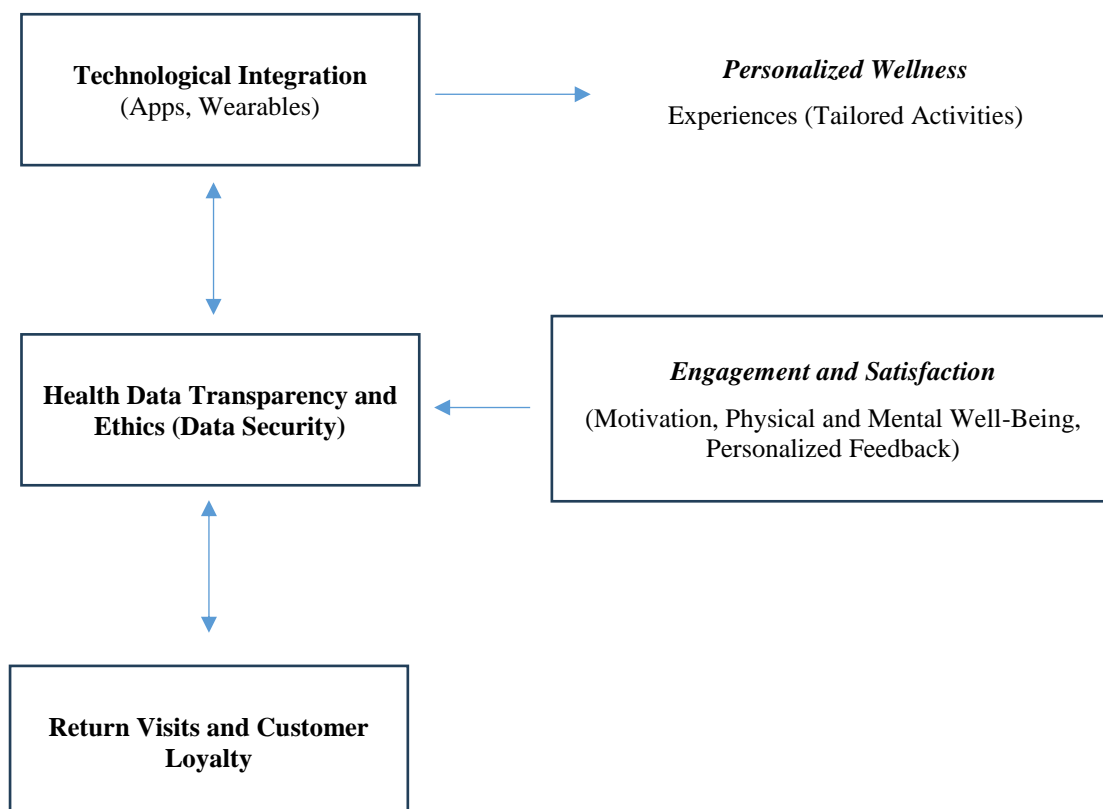 Technological Integration
(Apps, Wearables)
Personalized Wellness
Experiences (Tailored Activities)
Health Data Transparency and
Ethics (Data Security)
Engagement and Satisfaction
(Motivation, Physical and Mental Well-Being,
Personalized Feedback)
Return Visits and Customer
Loyalty